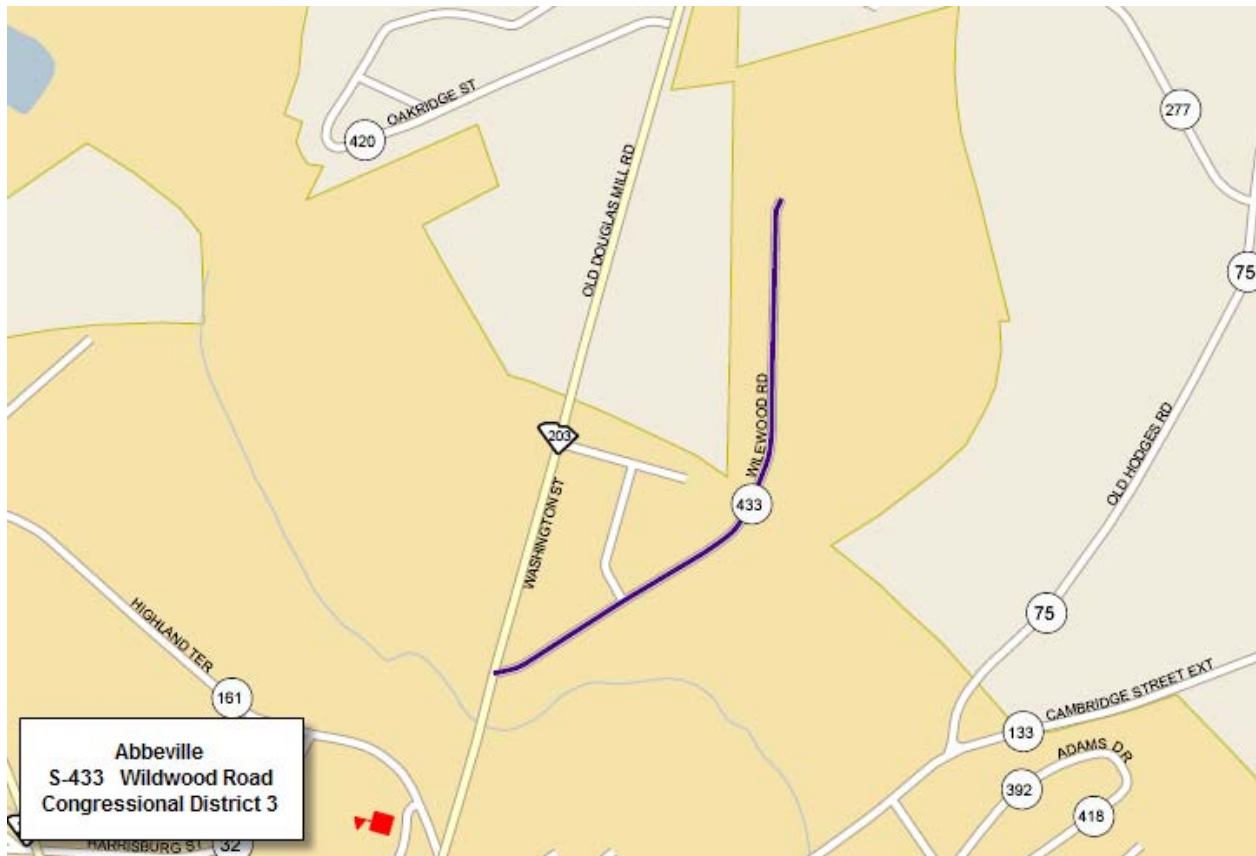 277
OAKRIDGE ST
420
OLD DOUGLAS MILL RD
75
WILEWOOD RD
203
433
OLD HODGES RD
WASHINGTON ST
HIGHLAND TER
75
161
CAMBRIDGE STREET EXT
133
ADAMS DR
392
418
Abbeville
S-433 Wildwood Road
Congressional District 3
HARRISBURG ST
32